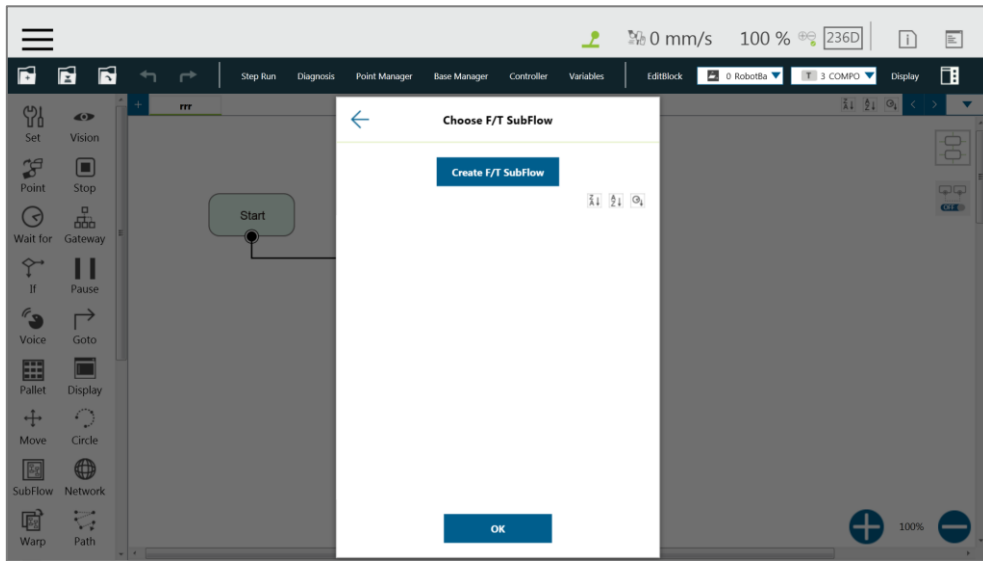 0 mm/s 100 % 236D
Step Run Diagnosis Point Manager Base Manager Controller Variables EditBlock 0 RobotBa T 3 COMPO Display
+ rrr
Set Vision
Point Stop
Wait for Gateway
If Pause
Voice Goto
Pallet Display
Move Circle
SubFlow Network
Warp Path
Start
Choose F/T SubFlow
Create F/T SubFlow
OK
OFF
100%